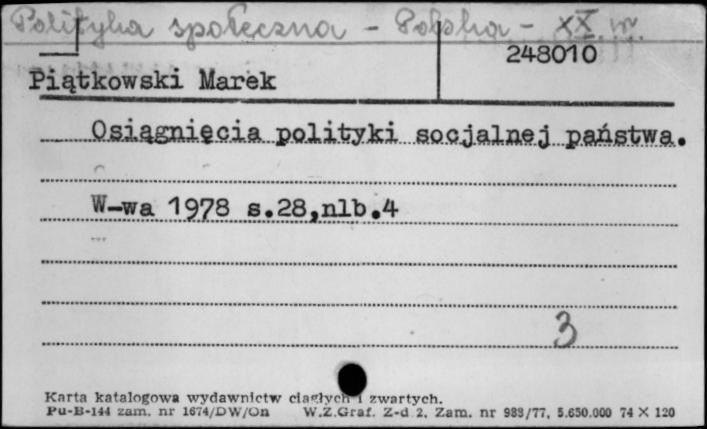 Polityka społeczna - Polska - XX w.
248010
Piątkowski Marek
Osiągnięcia polityki socjalnej państwa.
W-wa 1978 s.28,nlb.4
3
Karta katalogowa wydawnictw ciągłych i zwartych.
Pu-B-144 zam. nr 1674/DW/On W.Z.Graf. Z-d 2. Zam. nr 983/77, 5.650.000 74 X 120